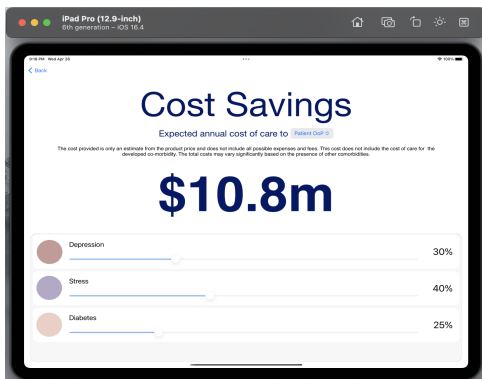 iPad Pro (12.9-inch)
6th generation – iOS 16.4
9:18 PM Wed Apr 26
100%
Back
Cost Savings
Expected annual cost of care to Patient OoP
The cost provided is only an estimate from the product price and does not include all possible expenses and fees. This cost does not include the cost of care for the
developed co-morbidity. The total costs may vary significantly based on the presence of other comorbidities.
$10.8m
Depression
30%
Stress
40%
Diabetes
25%